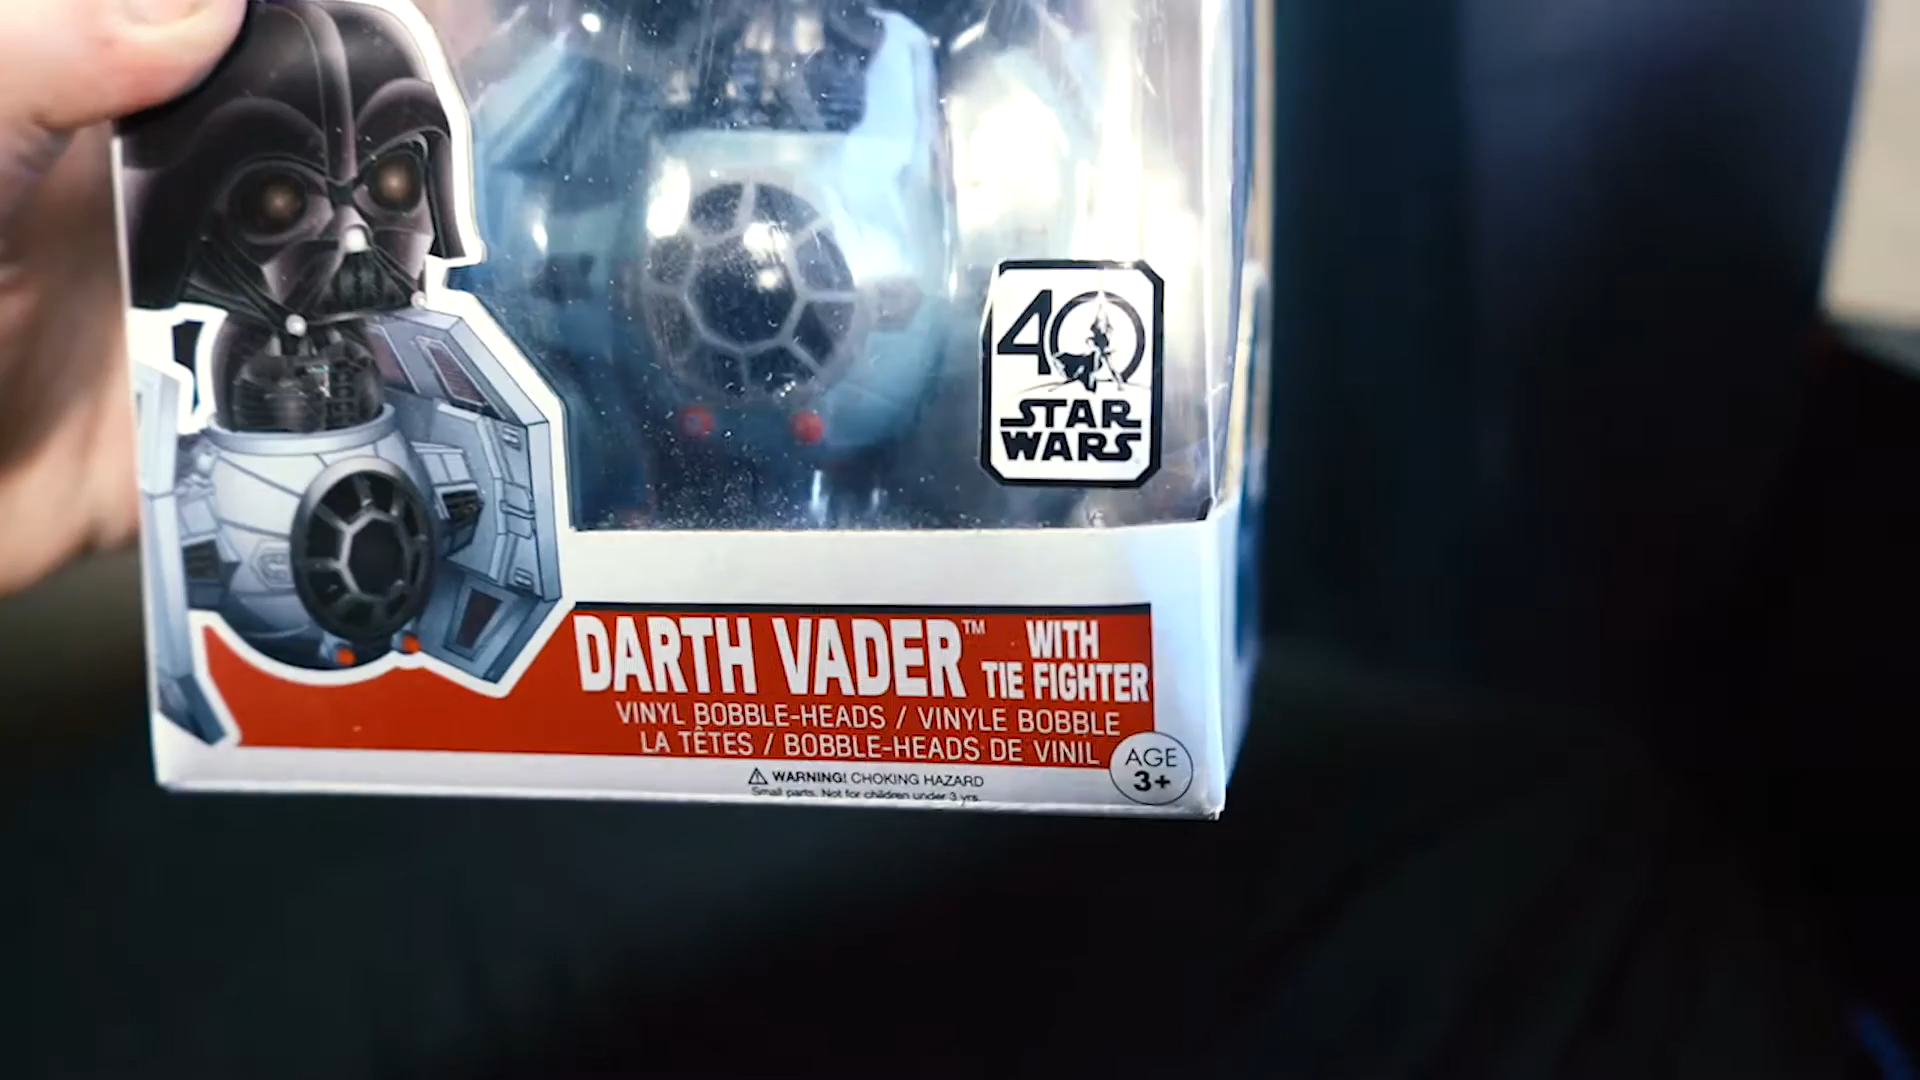 40
STAR
WARS
DARTH VADER™ WITH
TIE FIGHTER
VINYL BOBBLE-HEADS / VINYLE BOBBLE
LA TÊTES / BOBBLE-HEADS DE VINIL
AGE
3+
⚠ WARNING! CHOKING HAZARD
Small parts. Not for children under 3 yrs.